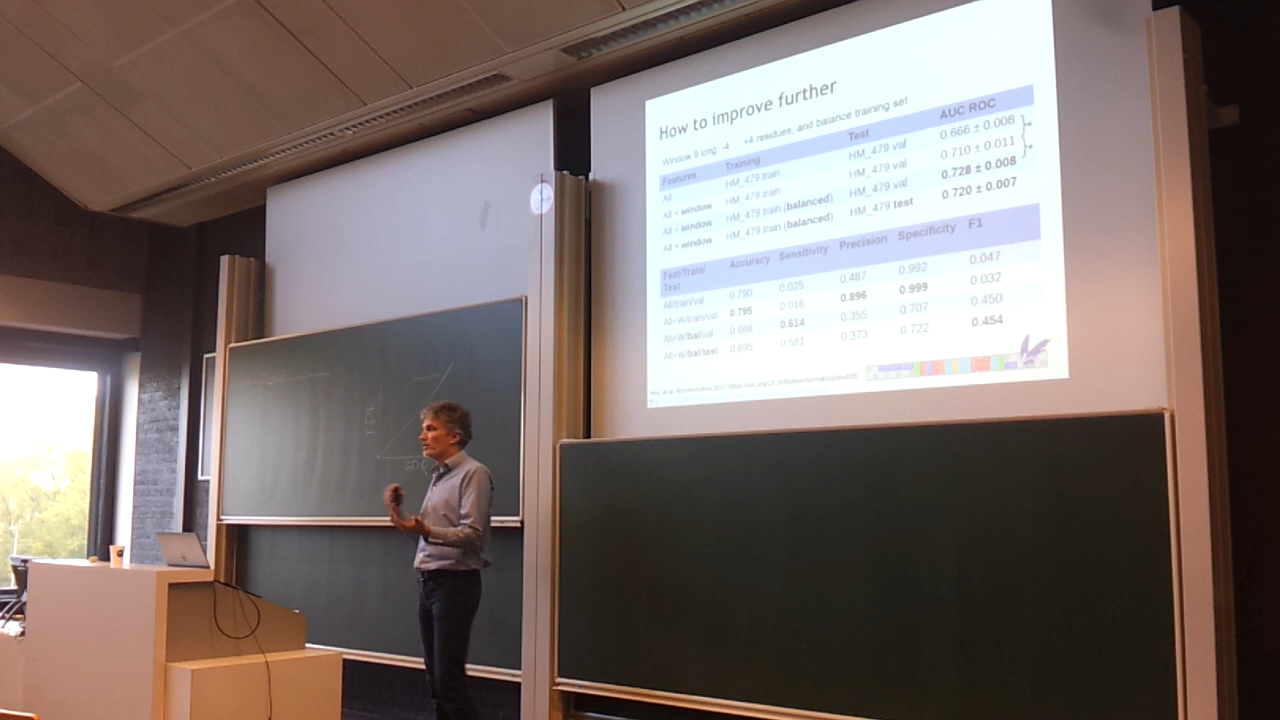 How to improve further
Window 9 long: -4 +4 residues, and balance training set
Features Training Test AUC ROC
All HM_479 train HM_479 val 0.666 ± 0.008
All + window HM_479 train HM_479 val 0.710 ± 0.011
All + window HM_479 train (balanced) HM_479 val 0.728 ± 0.008
All + window HM_479 train (balanced) HM_479 test 0.720 ± 0.007
Feat/Train/ Accuracy Sensitivity Precision Specificity F1
Test
All/train/val 0.790 0.025 0.487 0.992 0.047
All+W/train/val 0.795 0.016 0.896 0.999 0.032
All+W/bal/val 0.688 0.614 0.355 0.707 0.450
All+W/bal/test 0.695 0.581 0.373 0.722 0.454
et al. Bioinformatics 2017